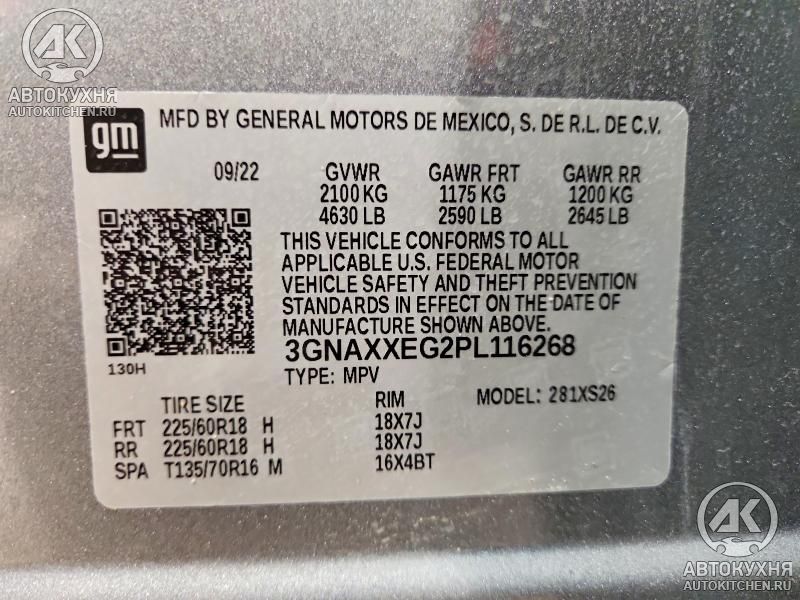 AK
АВТОКУХНЯ
AUTOKITCHEN.RU
gm
MFD BY GENERAL MOTORS DE MEXICO, S. DE R.L. DE C.V.
09/22 GVWR GAWR FRT GAWR RR
2100 KG 1175 KG 1200 KG
4630 LB 2590 LB 2645 LB
THIS VEHICLE CONFORMS TO ALL
APPLICABLE U.S. FEDERAL MOTOR
VEHICLE SAFETY AND THEFT PREVENTION
STANDARDS IN EFFECT ON THE DATE OF
MANUFACTURE SHOWN ABOVE.
3GNAXXEG2PL116268
130H
TYPE: MPV
MODEL: 281XS26
TIRE SIZE RIM
FRT 225/60R18 H 18X7J
RR 225/60R18 H 18X7J
SPA T135/70R16 M 16X4BT
AK
АВТОКУХНЯ
AUTOKITCHEN.RU